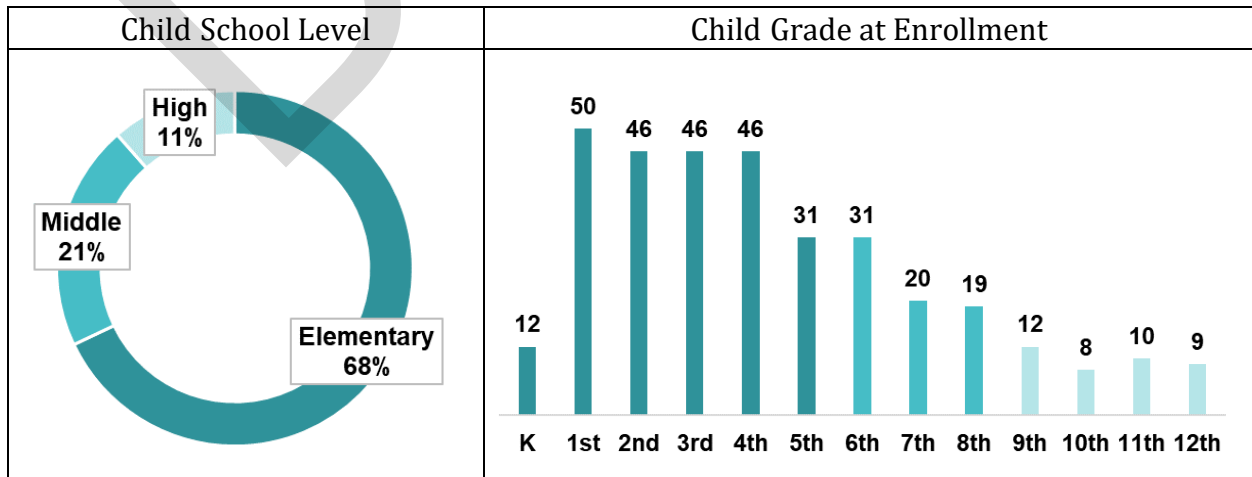 Child School Level
High
11%
Middle
21%
Elementary
68%
Child Grade at Enrollment
50
46 46 46
31 31
20 19
12 12
8 10 9
K 1st 2nd 3rd 4th 5th 6th 7th 8th 9th 10th 11th 12th